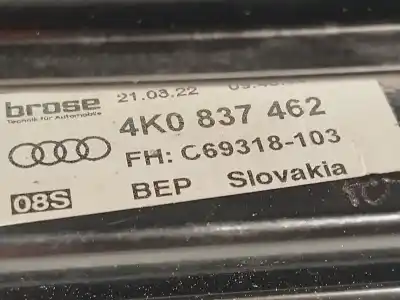 brose 21.03.22
Technik für Automobile
4K0 837 462
FH: C69318-103
08S BEP Slovakia